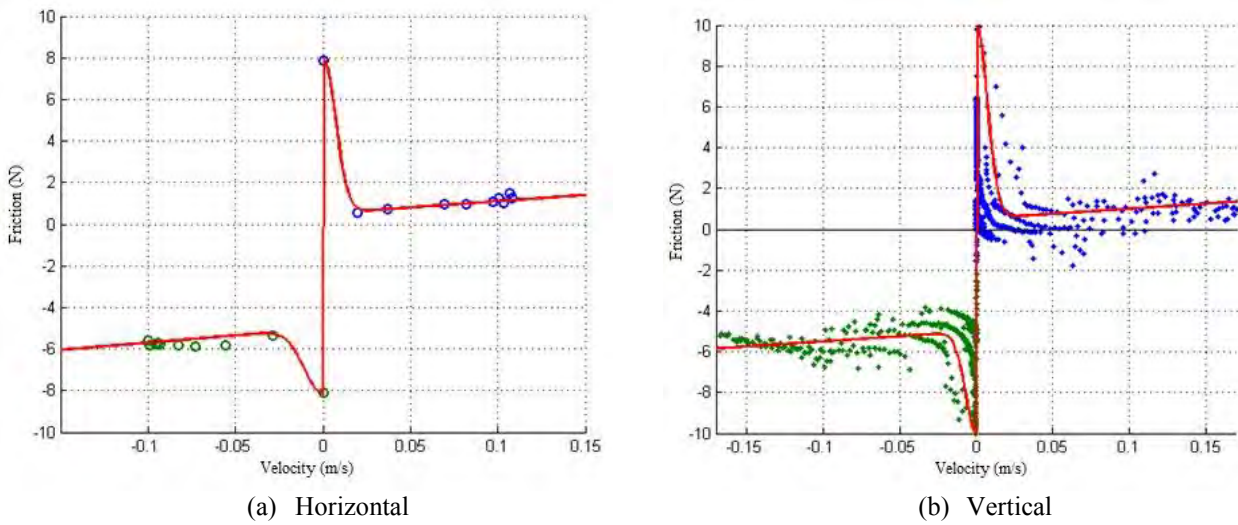 10
8
6
4
2
0
-2
-4
-6
-8
-10
Friction (N)
-0.1 -0.05 0 0.05 0.1 0.15
Velocity (m/s)
(a) Horizontal
10
8
6
4
2
0
-2
-4
-6
-8
-10
Friction (N)
-0.15 -0.1 -0.05 0 0.05 0.1 0.15
Velocity (m/s)
(b) Vertical